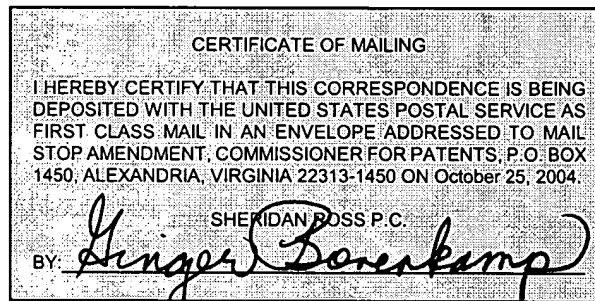 CERTIFICATE OF MAILING
I HEREBY CERTIFY THAT THIS CORRESPONDENCE IS BEING
DEPOSITED WITH THE UNITED STATES POSTAL SERVICE AS
FIRST CLASS MAIL IN AN ENVELOPE ADDRESSED TO MAIL
STOP AMENDMENT, COMMISSIONER FOR PATENTS, P.O. BOX
1450, ALEXANDRIA, VIRGINIA 22313-1450 ON October 25, 2004.
SHERIDAN ROSS P.C.
BY: Ginger Borenkamp